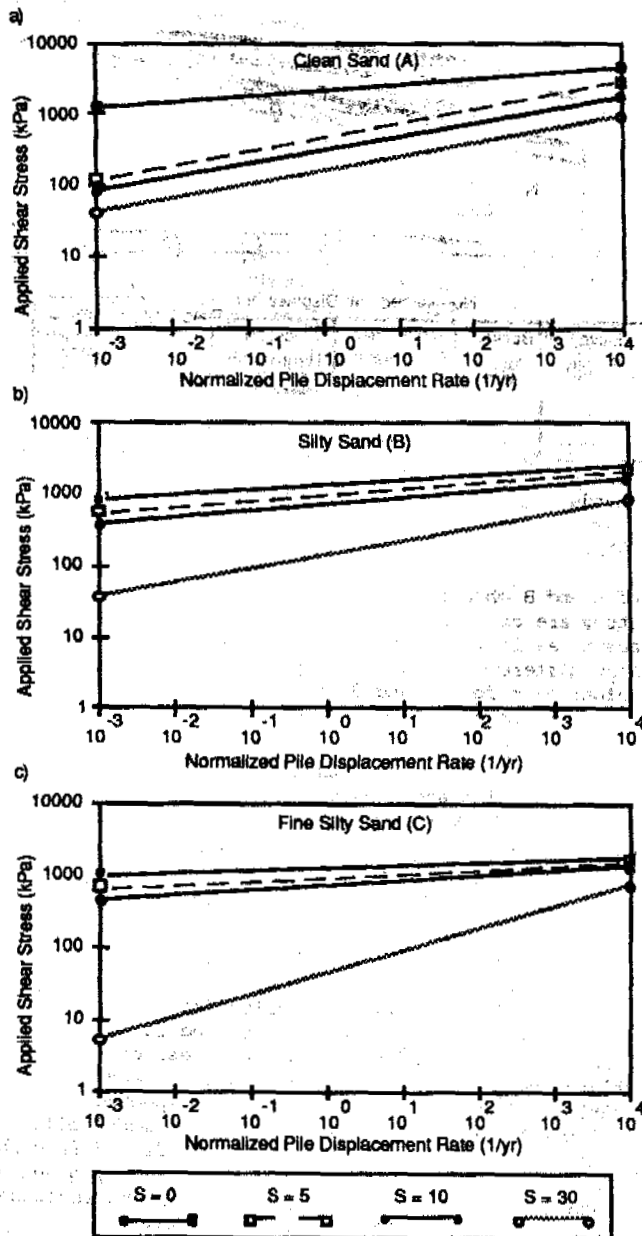 a)
Clean Sand (A)
Applied Shear Stress (kPa)
10000
1000
100
10
1
10^-3 10^-2 10^-1 10^0 10^1 10^2 10^3 10^4
Normalized Pile Displacement Rate (1/yr)
b)
Silty Sand (B)
Applied Shear Stress (kPa)
10000
1000
100
10
1
10^-3 10^-2 10^-1 10^0 10^1 10^2 10^3 10^4
Normalized Pile Displacement Rate (1/yr)
c)
Fine Silty Sand (C)
Applied Shear Stress (kPa)
10000
1000
100
10
1
10^-3 10^-2 10^-1 10^0 10^1 10^2 10^3 10^4
Normalized Pile Displacement Rate (1/yr)
S = 0 S = 5 S = 10 S = 30